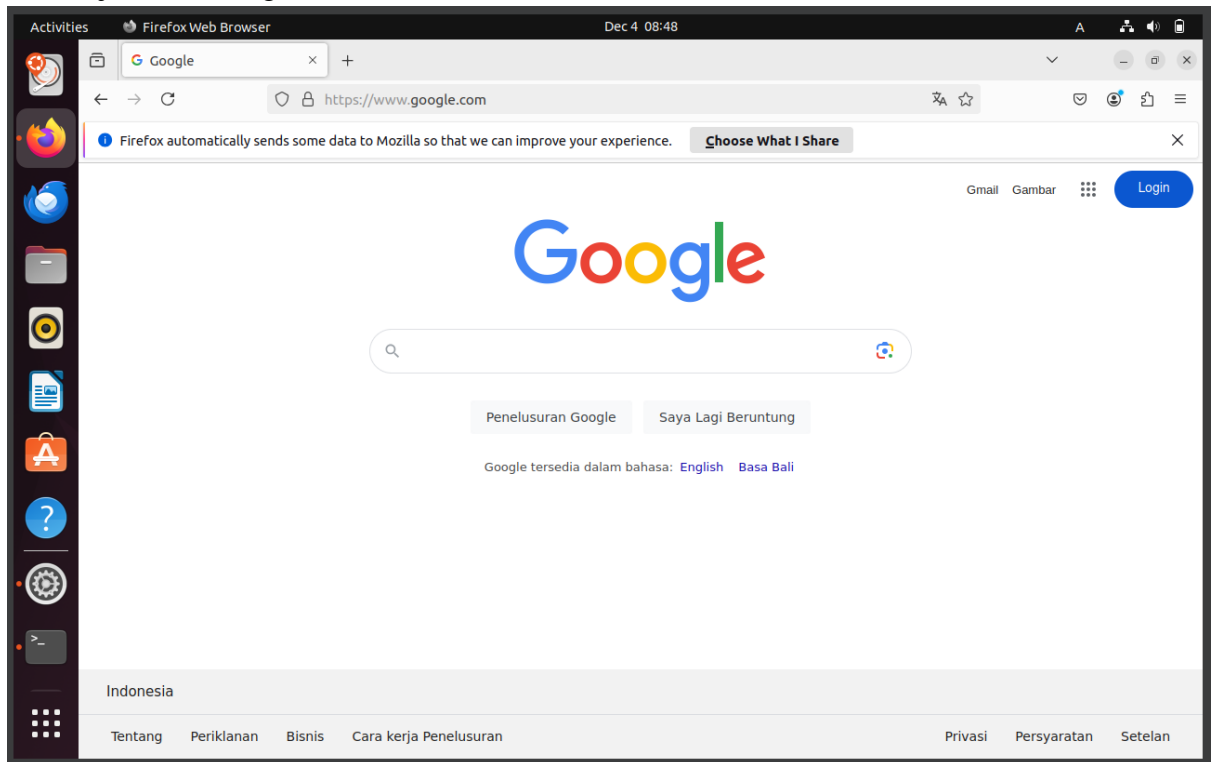 Activities Firefox Web Browser Dec 4 08:48 A
Google
https://www.google.com
Firefox automatically sends some data to Mozilla so that we can improve your experience. Choose What I Share
Gmail Gambar Login
Google
Penelusuran Google Saya Lagi Beruntung
Google tersedia dalam bahasa: English Basa Bali
Indonesia
Tentang Periklanan Bisnis Cara kerja Penelusuran Privasi Persyaratan Setelan